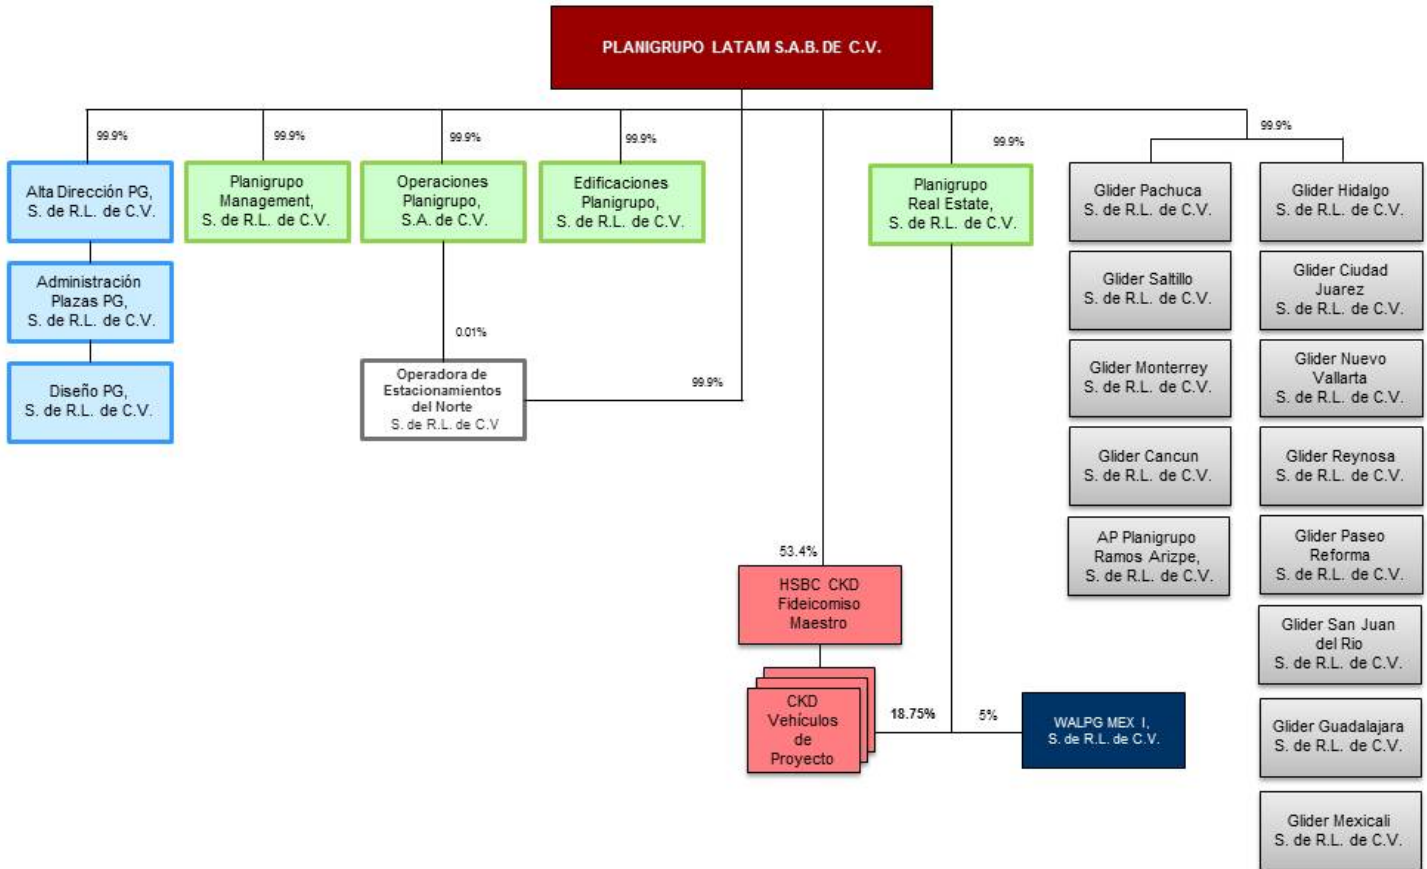 PLANIGRUPO LATAM S.A.B. DE C.V.
99.9%
99.9%
99.9%
99.9%
99.9%
99.9%
Alta Dirección PG,
S. de R.L. de C.V.
Planigrupo
Management,
S. de R.L. de C.V.
Operaciones
Planigrupo,
S.A. de C.V.
Edificaciones
Planigrupo,
S. de R.L. de C.V.
Planigrupo
Real Estate,
S. de R.L. de C.V.
Glider Pachuca
S. de R.L. de C.V.
Glider Hidalgo
S. de R.L. de C.V.
Administración
Plazas PG,
S. de R.L. de C.V.
Glider Saltillo
S. de R.L. de C.V.
Glider Ciudad
Juarez
S. de R.L. de C.V.
0.01%
Diseño PG,
S. de R.L. de C.V.
Operadora de
Estacionamientos
del Norte
S. de R.L. de C.V
99.9%
Glider Monterrey
S. de R.L. de C.V.
Glider Nuevo
Vallarta
S. de R.L. de C.V.
Glider Cancun
S. de R.L. de C.V.
Glider Reynosa
S. de R.L. de C.V.
AP Planigrupo
Ramos Arizpe,
S. de R.L. de C.V.
Glider Paseo
Reforma
S. de R.L. de C.V.
53.4%
HSBC CKD
Fideicomiso
Maestro
Glider San Juan
del Rio
S. de R.L. de C.V.
CKD
Vehículos
de
Proyecto
18.75%
5%
WALPG MEX I,
S. de R.L. de C.V.
Glider Guadalajara
S. de R.L. de C.V.
Glider Mexicali
S. de R.L. de C.V.